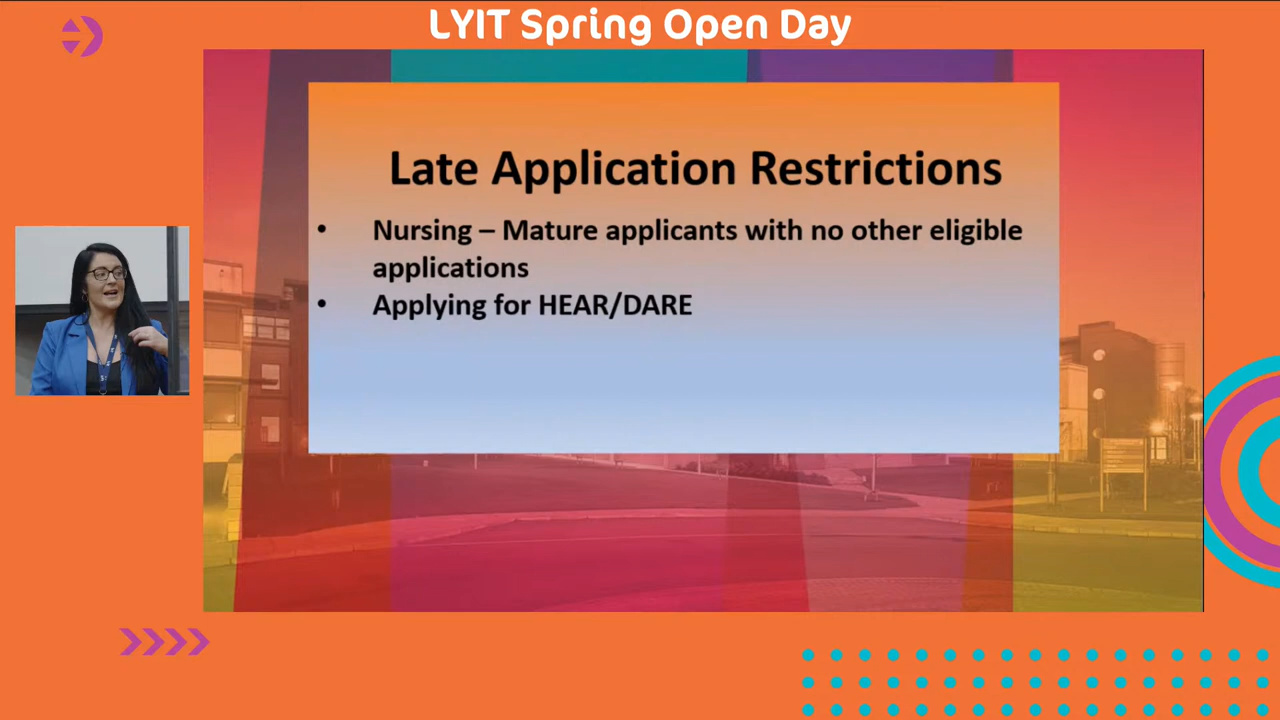 LYIT Spring Open Day
Late Application Restrictions
• Nursing – Mature applicants with no other eligible
applications
• Applying for HEAR/DARE